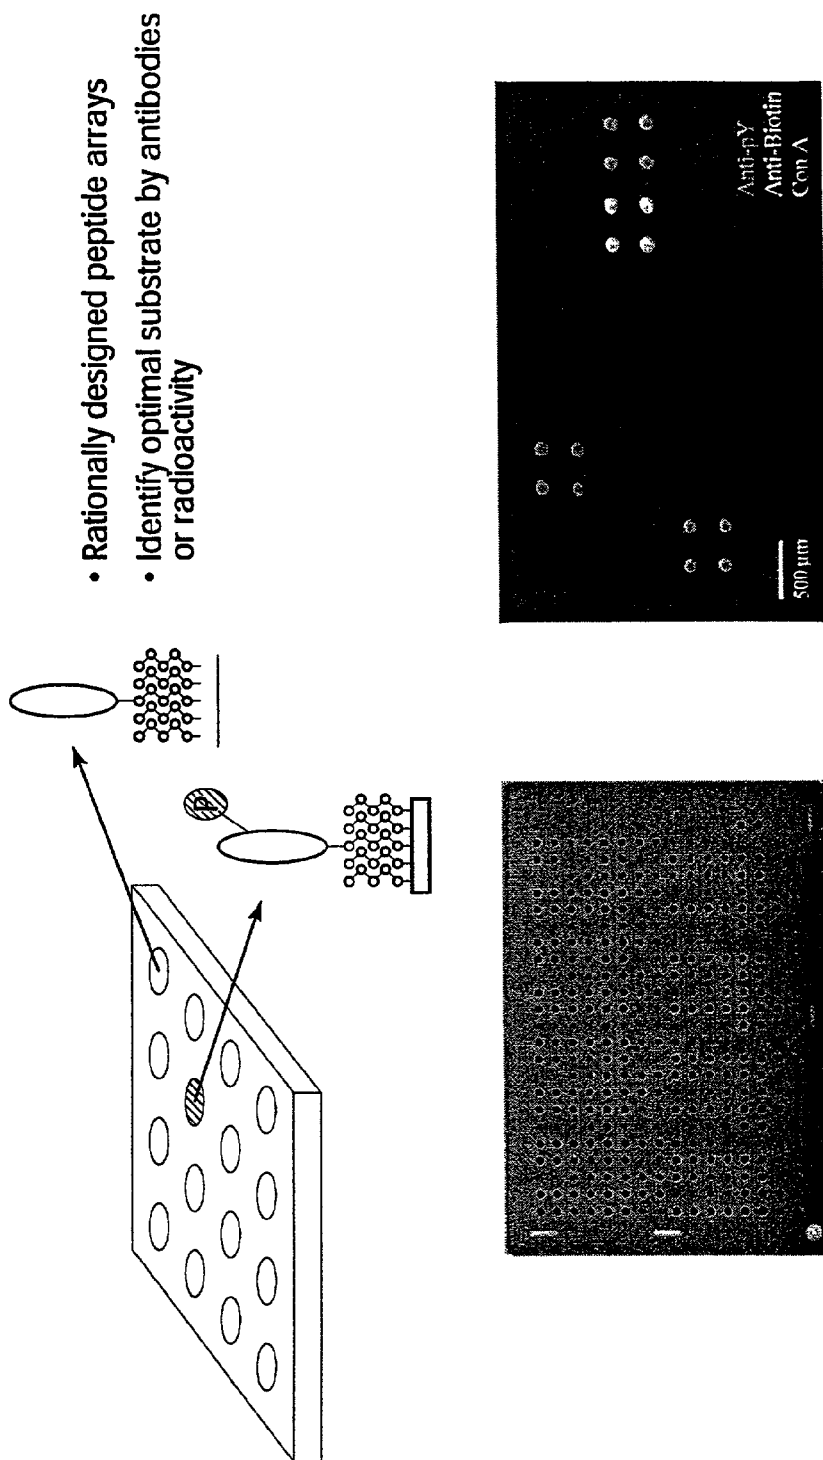 • Rationally designed peptide arrays
• Identify optimal substrate by antibodies
or radioactivity
P
Anti-pY
Anti-Biotin
Con A
500 µm